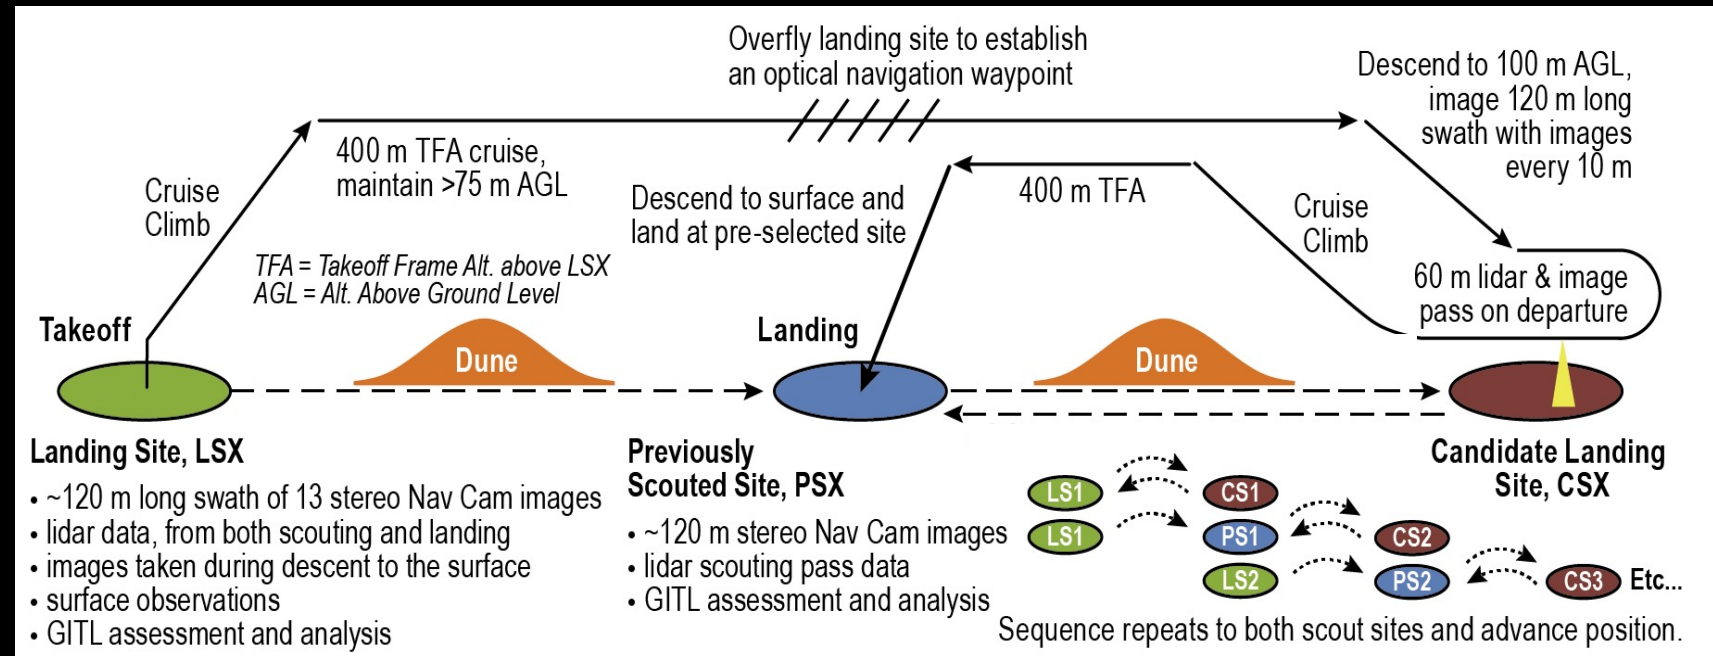 Overfly landing site to establish
an optical navigation waypoint
Descend to 100 m AGL,
image 120 m long
swath with images
every 10 m
400 m TFA cruise,
maintain >75 m AGL
Cruise
Climb
Descend to surface and
land at pre-selected site
400 m TFA
Cruise
Climb
TFA = Takeoff Frame Alt. above LSX
AGL = Alt. Above Ground Level
60 m lidar & image
pass on departure
Takeoff
Dune
Landing
Dune
Landing Site, LSX
• ~120 m long swath of 13 stereo Nav Cam images
• lidar data, from both scouting and landing
• images taken during descent to the surface
• surface observations
• GITL assessment and analysis
Previously
Scouted Site, PSX
• ~120 m stereo Nav Cam images
• lidar scouting pass data
• GITL assessment and analysis
Candidate Landing
Site, CSX
LS1 CS1
LS1 PS1 CS2
LS2 PS2 CS3 Etc...
Sequence repeats to both scout sites and advance position.